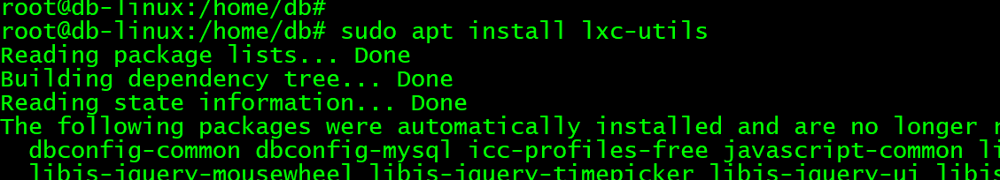 root@db-linux:/home/db#
root@db-linux:/home/db# sudo apt install lxc-utils
Reading package lists... Done
Building dependency tree... Done
Reading state information... Done
The following packages were automatically installed and are no longer r
dbconfig-common dbconfig-mysql icc-profiles-free javascript-common li
libjs-jquery-mousewheel libjs-jquery-timepicker libjs-jquery-ui libjs